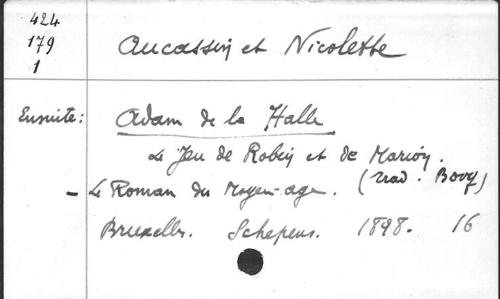 424
179
1
Aucassin et Nicolette
Ensuite: Adam de la Halle
Le Jeu de Robin et de Marion.
(Trad. Bovy)
- Le Roman du Moyen-age.
Bruxelles. Schepens. 1898. 16